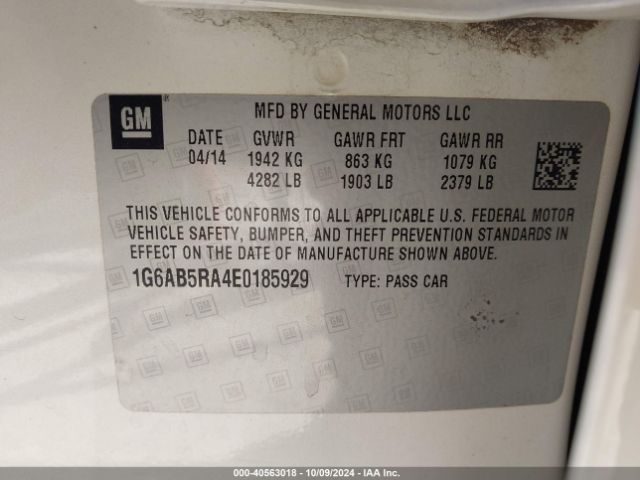 GM ®
MFD BY GENERAL MOTORS LLC
DATE GVWR GAWR FRT GAWR RR
04/14 1942 KG 863 KG 1079 KG
4282 LB 1903 LB 2379 LB
THIS VEHICLE CONFORMS TO ALL APPLICABLE U.S. FEDERAL MOTOR
VEHICLE SAFETY, BUMPER, AND THEFT PREVENTION STANDARDS IN
EFFECT ON THE DATE OF MANUFACTURE SHOWN ABOVE.
1G6AB5RA4E0185929 TYPE: PASS CAR
000-40563018 - 10/09/2024 - IAA Inc.